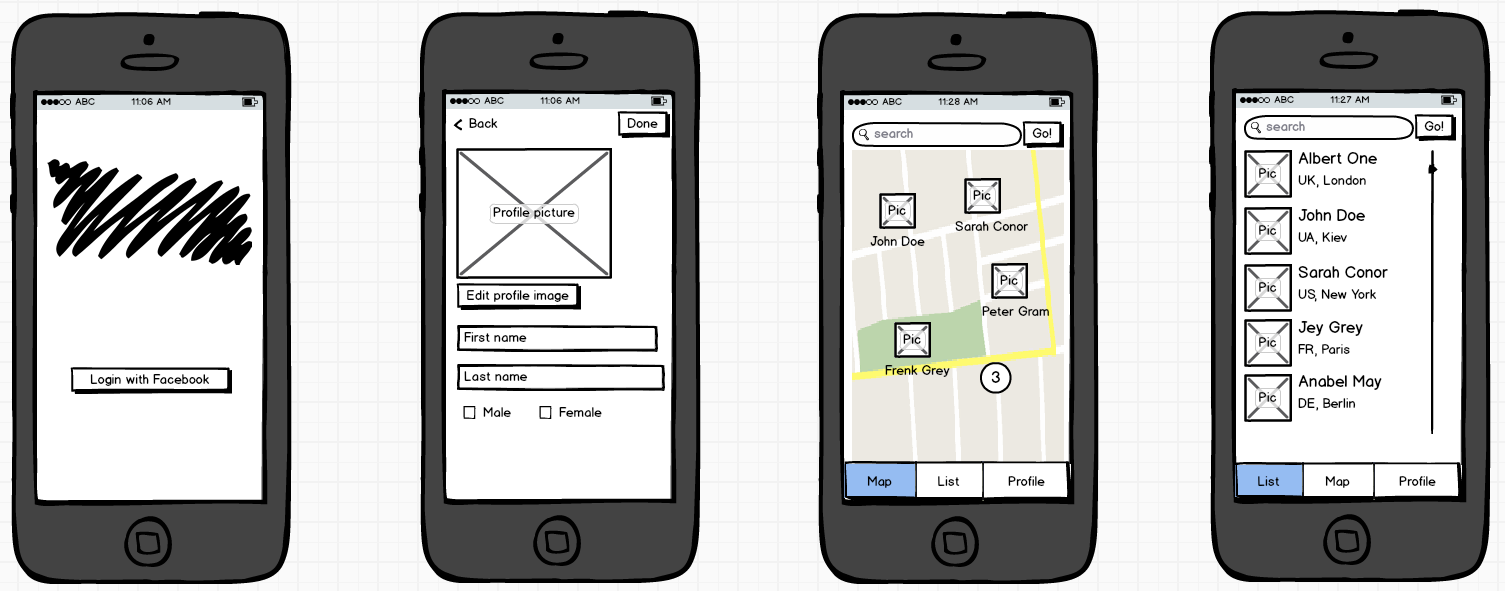 ABC 11:06 AM
Login with Facebook
ABC 11:06 AM
Back Done
Profile picture
Edit profile image
First name
Last name
Male Female
ABC 11:28 AM
search Go!
Pic
Sarah Conor
Pic
John Doe
Pic
Peter Gram
Pic
Frenk Grey
3
Map List Profile
ABC 11:27 AM
search Go!
Pic Albert One
UK, London
Pic John Doe
UA, Kiev
Pic Sarah Conor
US, New York
Pic Jey Grey
FR, Paris
Pic Anabel May
DE, Berlin
List Map Profile